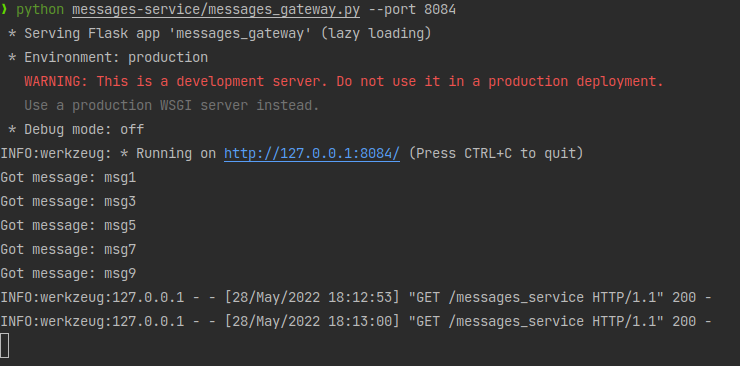 ❯ python messages-service/messages_gateway.py --port 8084
 * Serving Flask app 'messages_gateway' (lazy loading)
 * Environment: production
   WARNING: This is a development server. Do not use it in a production deployment.
   Use a production WSGI server instead.
 * Debug mode: off
INFO:werkzeug: * Running on http://127.0.0.1:8084/ (Press CTRL+C to quit)
Got message: msg1
Got message: msg3
Got message: msg5
Got message: msg7
Got message: msg9
INFO:werkzeug:127.0.0.1 - - [28/May/2022 18:12:53] "GET /messages_service HTTP/1.1" 200 -
INFO:werkzeug:127.0.0.1 - - [28/May/2022 18:13:00] "GET /messages_service HTTP/1.1" 200 -